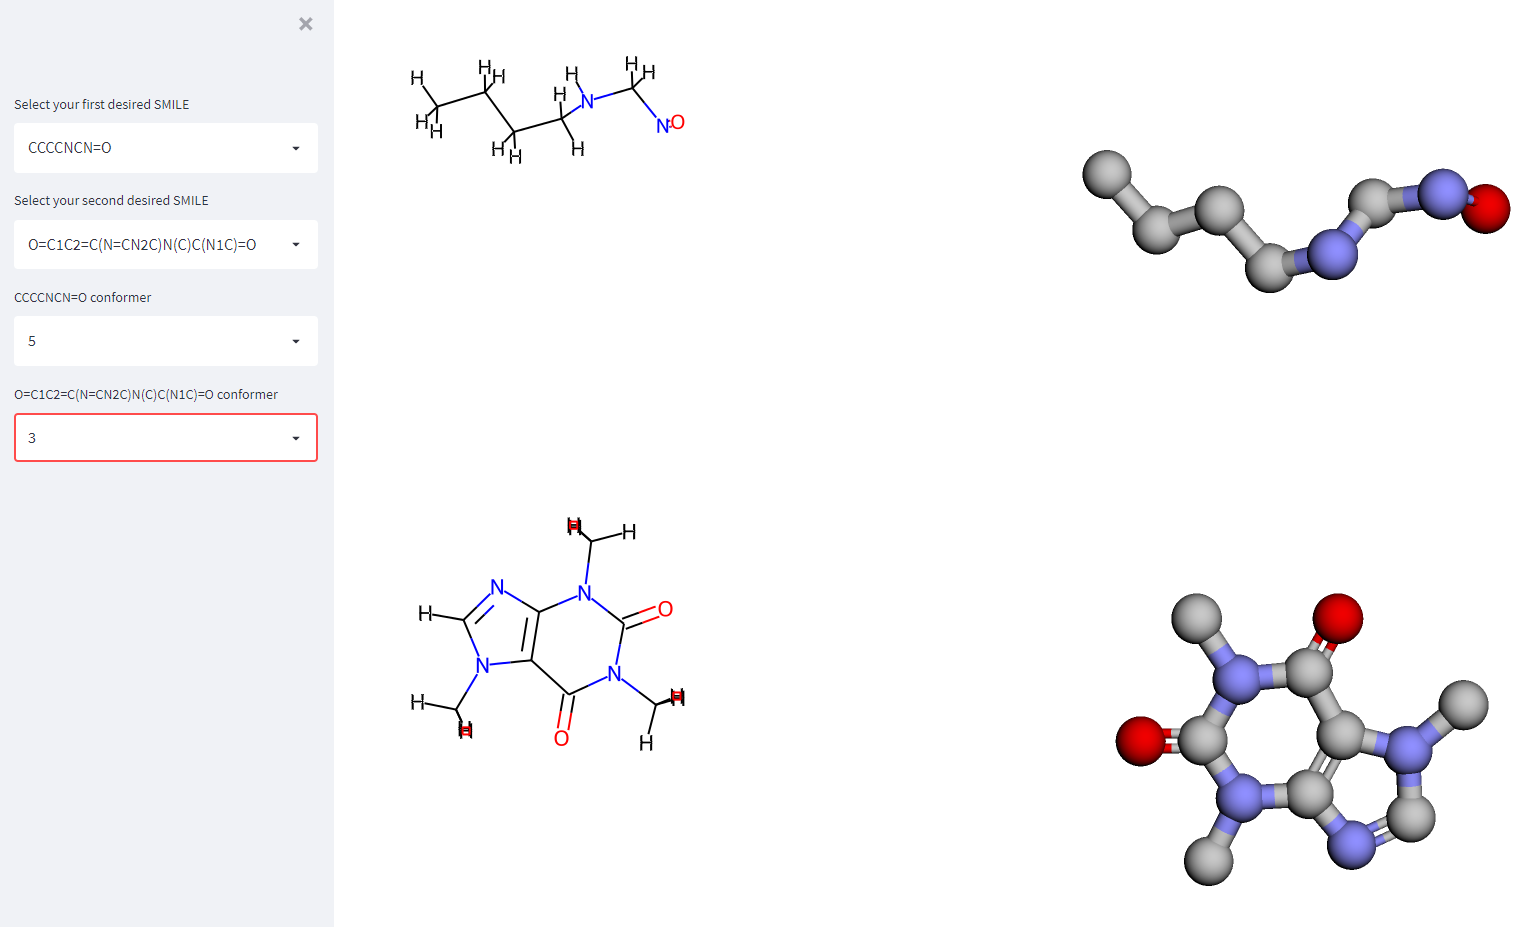 ×
Select your first desired SMILE
CCCCNCN=O
Select your second desired SMILE
O=C1C2=C(N=CN2C)N(C)C(N1C)=O
CCCCNCN=O conformer
5
O=C1C2=C(N=CN2C)N(C)C(N1C)=O conformer
3
H H H H N H H H H H H H H H N O
H H H N N O H N N H H H H H O